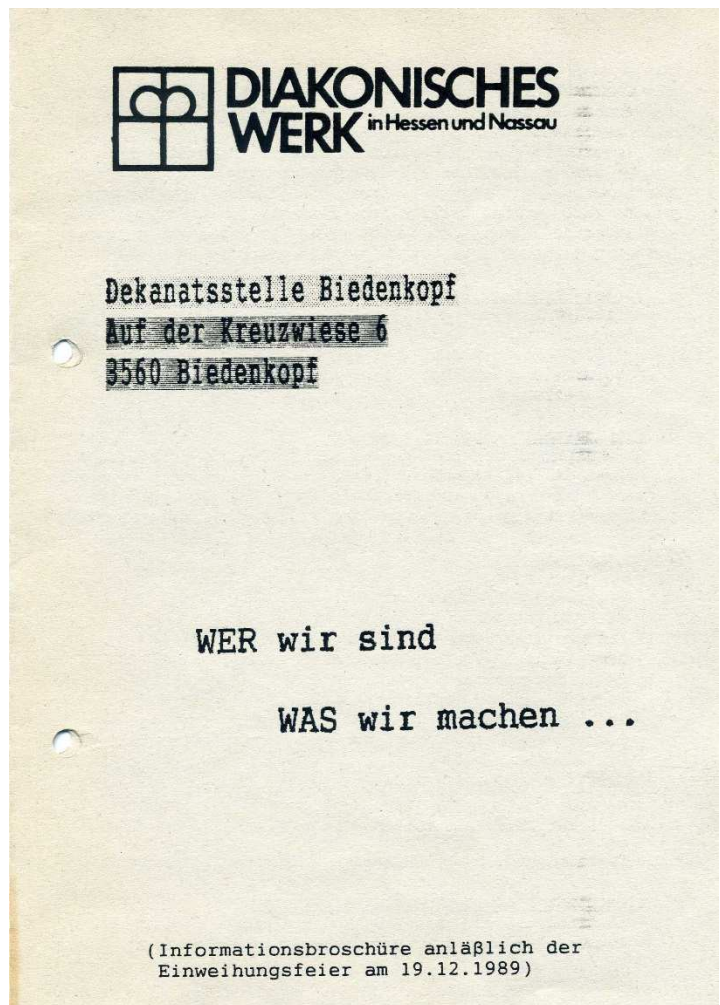 DIAKONISCHES
WERK in Hessen und Nassau
Dekanatsstelle Biedenkopf
Auf der Kreuzwiese 6
3560 Biedenkopf
WER wir sind
WAS wir machen ...
(Informationsbroschüre anläßlich der
Einweihungsfeier am 19.12.1989)